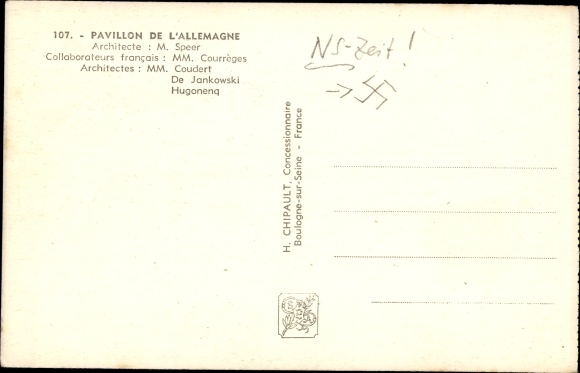 107. - PAVILLON DE L'ALLEMAGNE
Architecte : M. Speer
Collaborateurs français : MM. Courrèges
Architectes : MM. Coudert
De Jankowski
Hugonenq
NS-Zeit!
H. CHIPAULT, Concessionnaire
Boulogne-sur-Seine - France